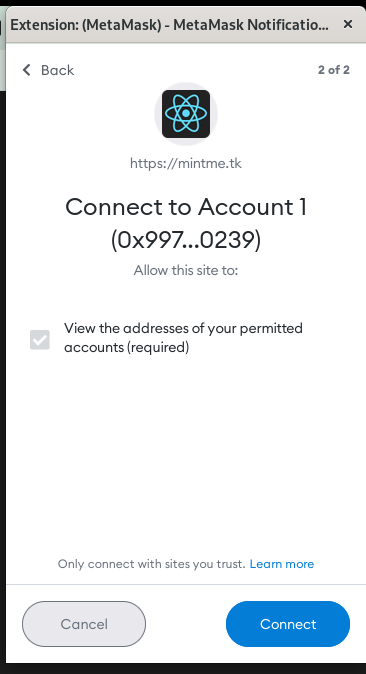 Extension: (MetaMask) - MetaMask Notificatio... ×
Back
2 of 2
https://mintme.tk
Connect to Account 1
(0x997...0239)
Allow this site to:
View the addresses of your permitted
accounts (required)
Only connect with sites you trust. Learn more
Cancel
Connect